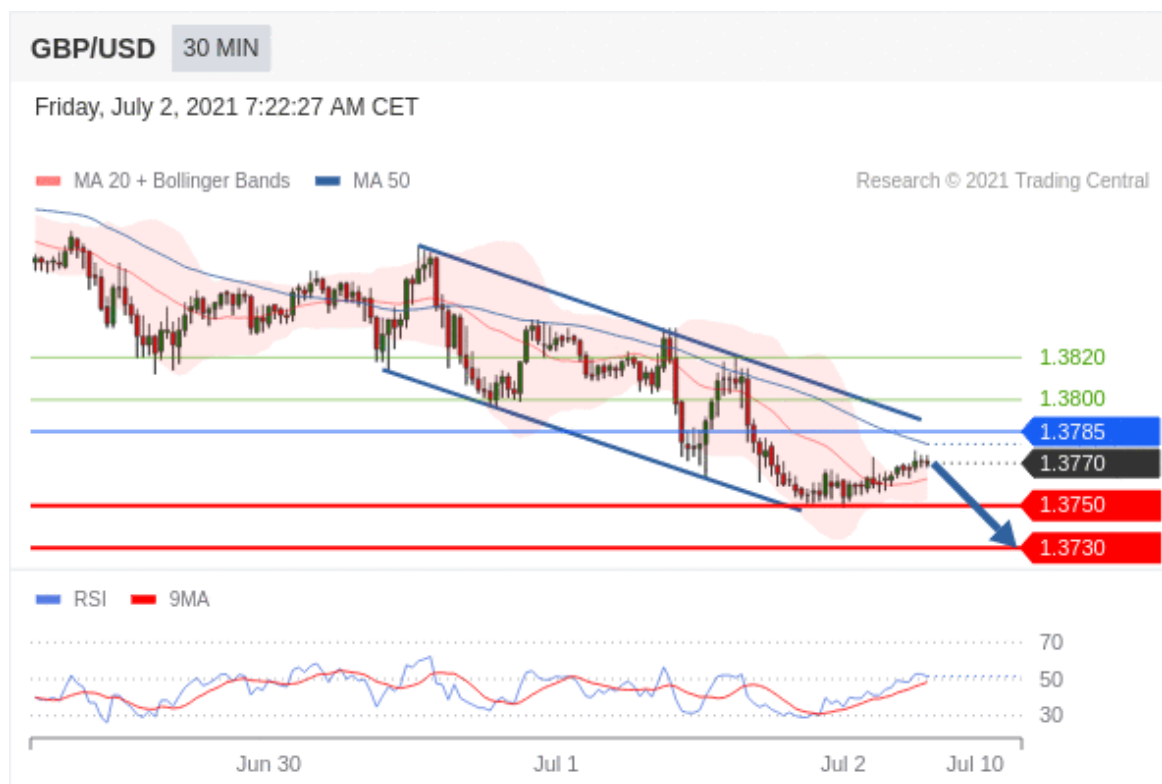 GBP/USD 30 MIN
Friday, July 2, 2021 7:22:27 AM CET
MA 20 + Bollinger Bands MA 50 Research © 2021 Trading Central
1.3820
1.3800
1.3785
1.3770
1.3750
1.3730
RSI 9MA
70
50
30
Jun 30 Jul 1 Jul 2 Jul 10